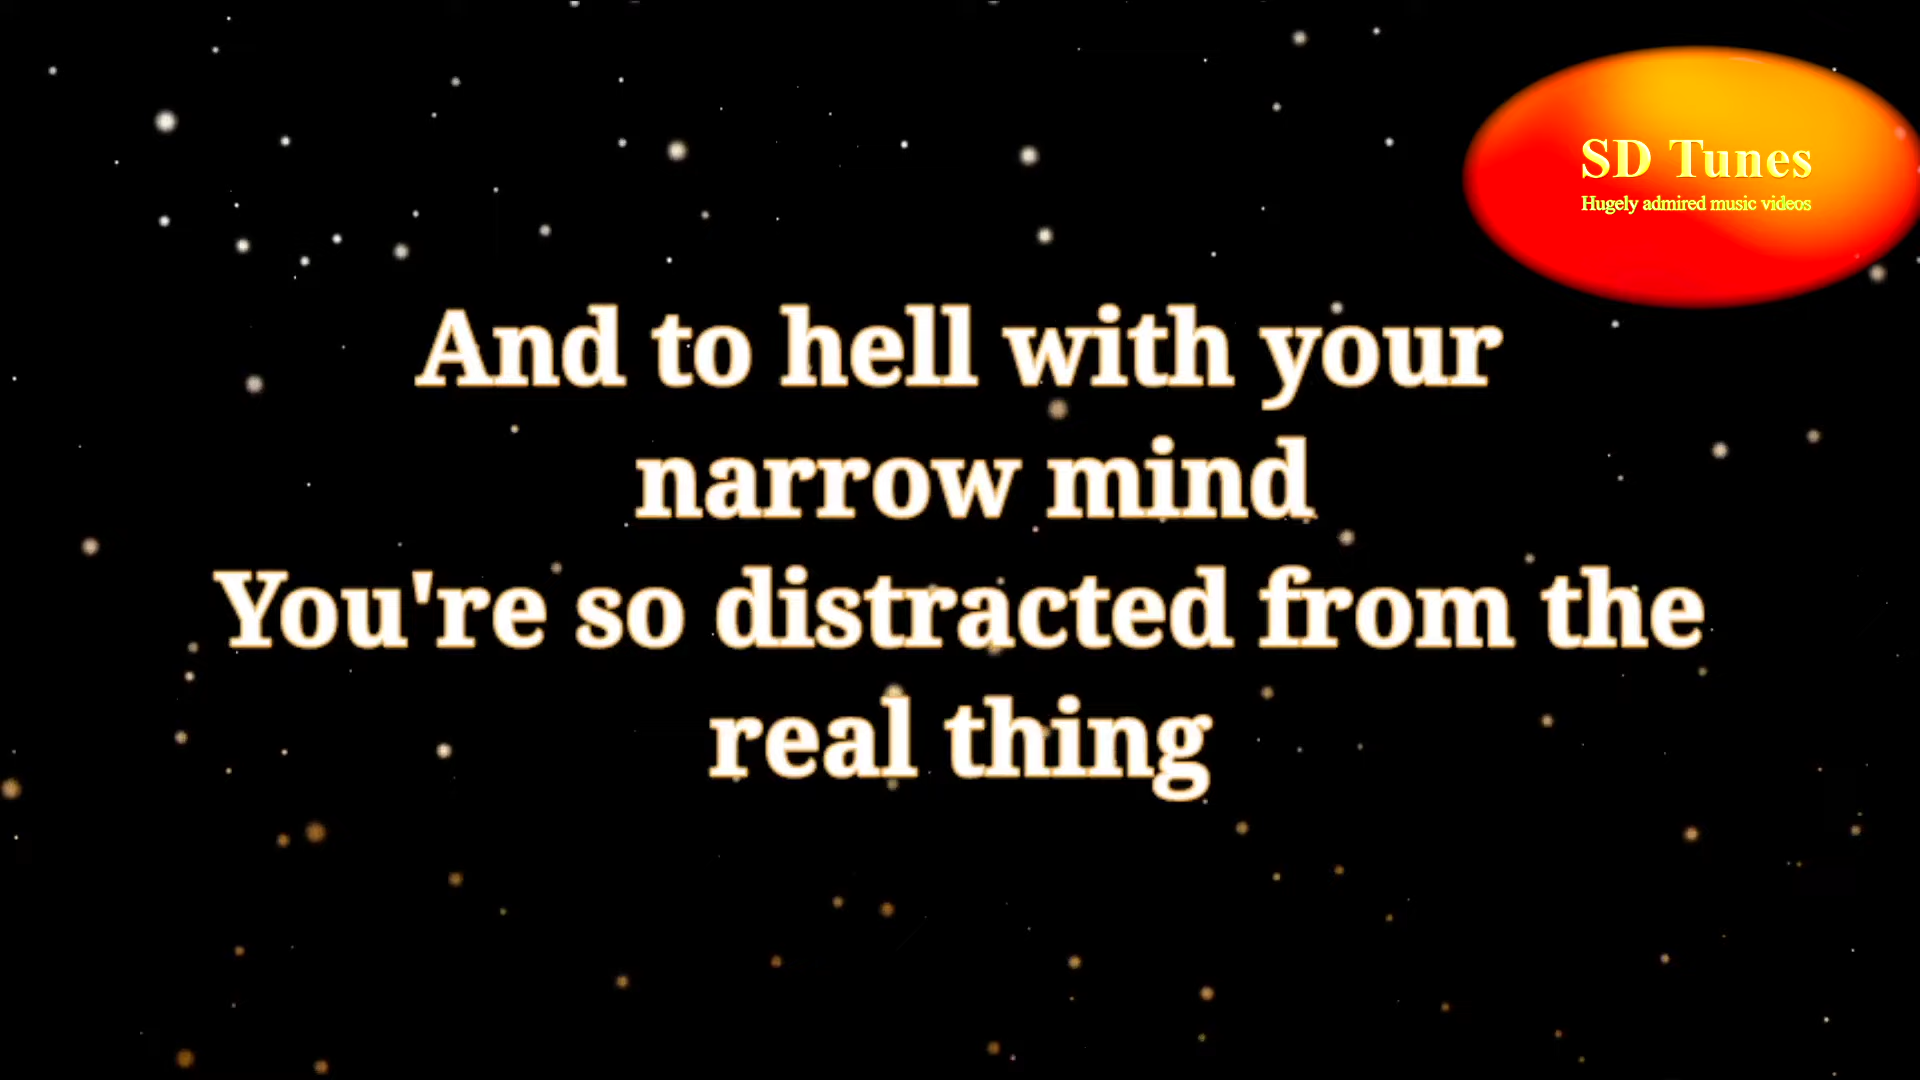 SD Tunes
Hugely admired music videos
And to hell with your
narrow mind
You're so distracted from the
real thing